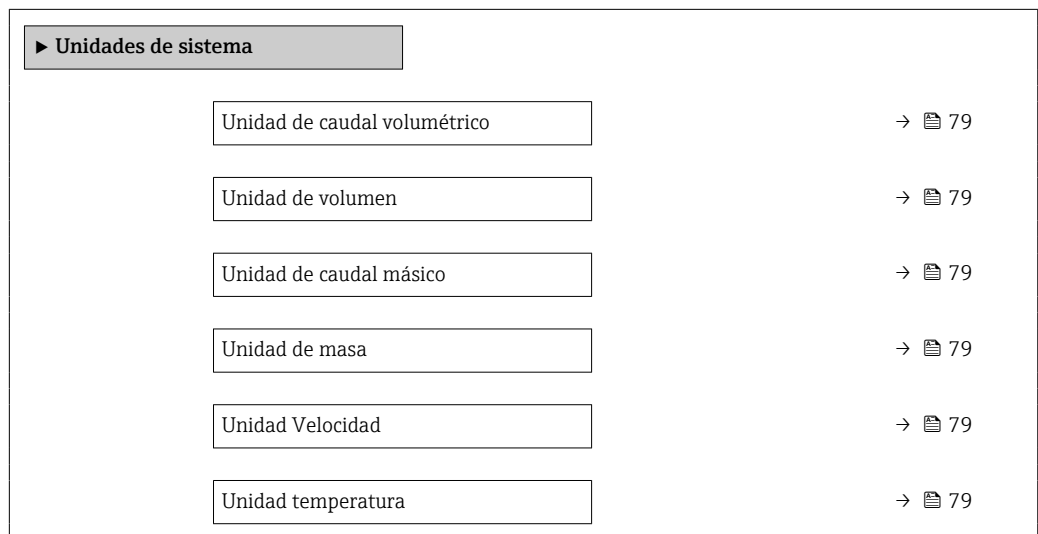 ▶ Unidades de sistema
Unidad de caudal volumétrico → 79
Unidad de volumen → 79
Unidad de caudal másico → 79
Unidad de masa → 79
Unidad Velocidad → 79
Unidad temperatura → 79